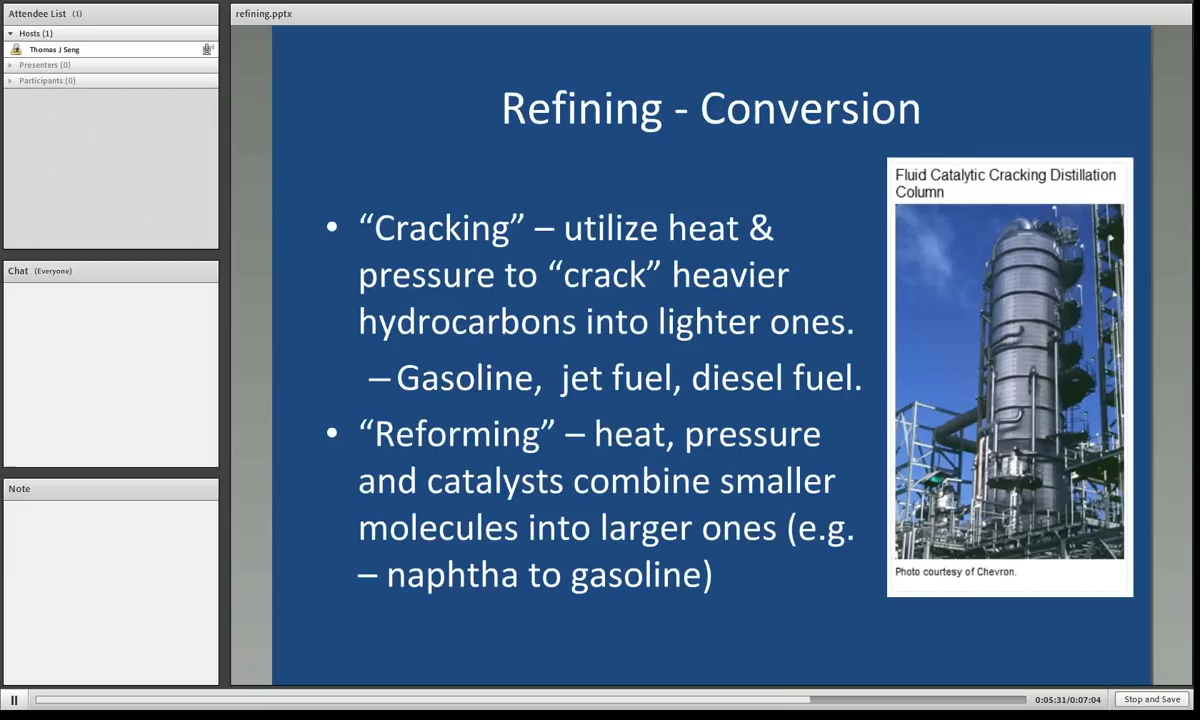 Attendee List (1)
Hosts (1)
Thomas J Seng
Presenters (0)
Participants (0)
Chat (Everyone)
Note
refining.pptx
Refining - Conversion
• “Cracking” – utilize heat &
pressure to “crack” heavier
hydrocarbons into lighter ones.
– Gasoline, jet fuel, diesel fuel.
• “Reforming” – heat, pressure
and catalysts combine smaller
molecules into larger ones (e.g.
– naphtha to gasoline)
Fluid Catalytic Cracking Distillation
Column
Photo courtesy of Chevron.
0:05:31/0:07:04
Stop and Save